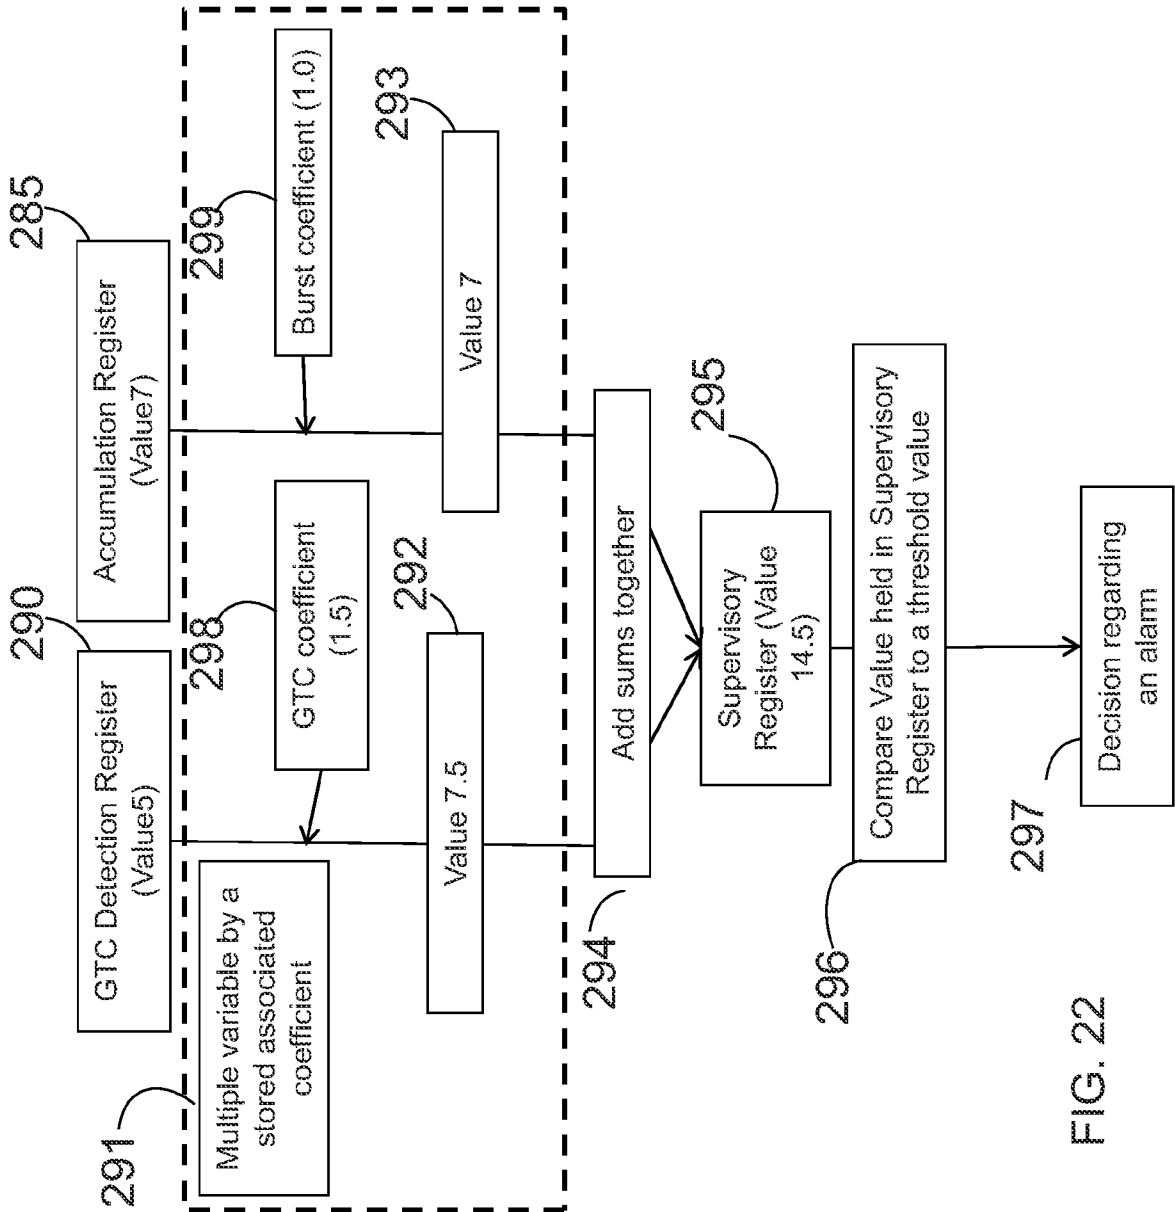 290
GTC Detection Register
(Value5)
285
Accumulation Register
(Value7)
291
Multiple variable by a
stored associated
coefficient
298
GTC coefficient
(1.5)
299
Burst coefficient (1.0)
292
Value 7.5
293
Value 7
294
Add sums together
295
Supervisory
Register (Value
14.5)
296
Compare Value held in Supervisory
Register to a threshold value
297
Decision regarding
an alarm
FIG. 22